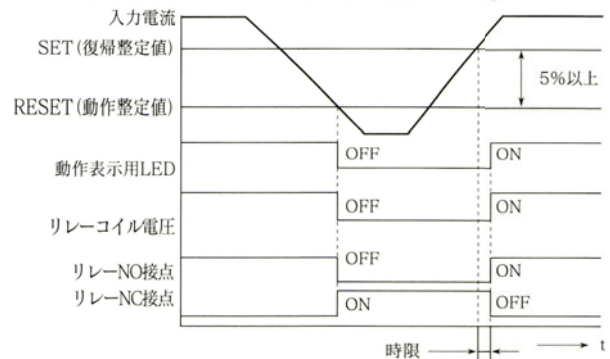 入力電流
SET(復帰整定値)
5%以上
RESET(動作整定値)
動作表示用LED
OFF
ON
リレーコイル電圧
OFF
ON
リレーNO接点
OFF
ON
リレーNC接点
ON
OFF
時限
t